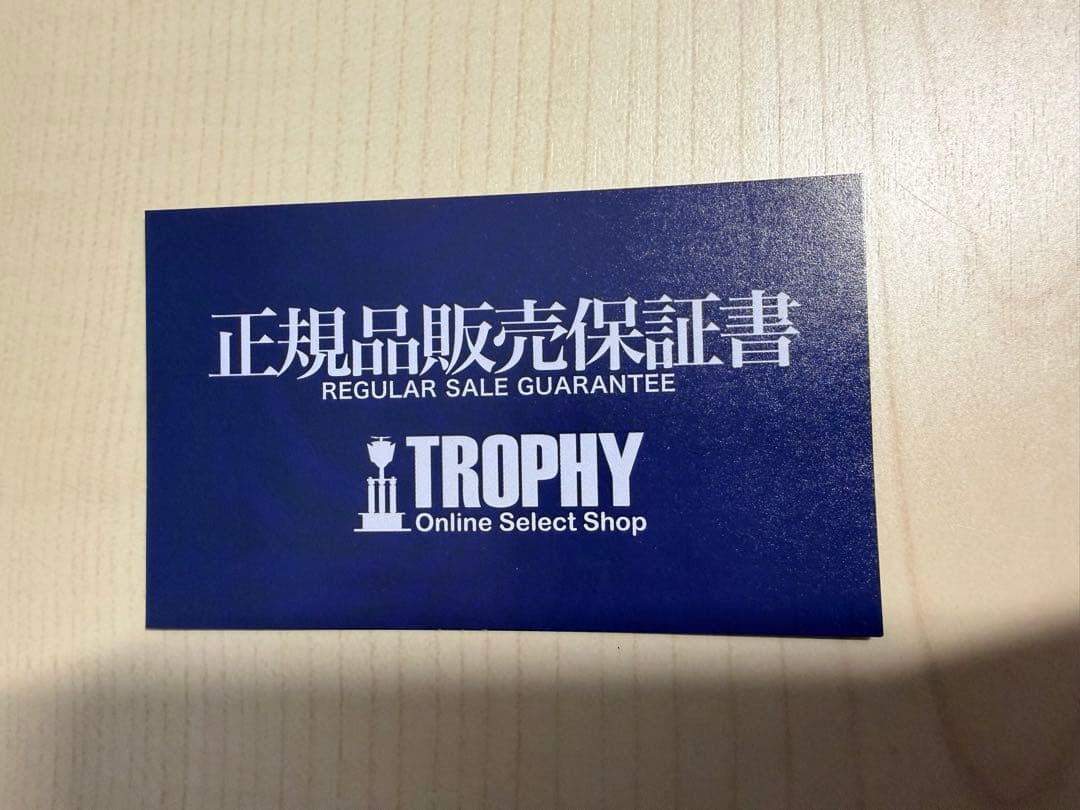 正規品販売保証書
REGULAR SALE GUARANTEE
TROPHY
Online Select Shop